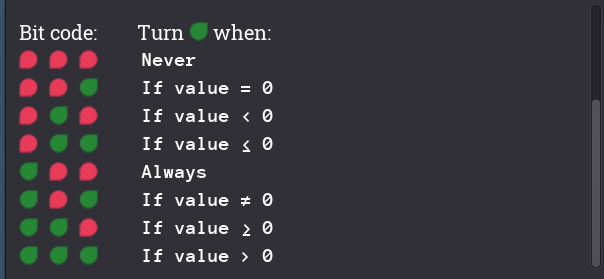 Bit code: Turn when:
Never
If value = 0
If value < 0
If value ≤ 0
Always
If value ≠ 0
If value ≥ 0
If value > 0